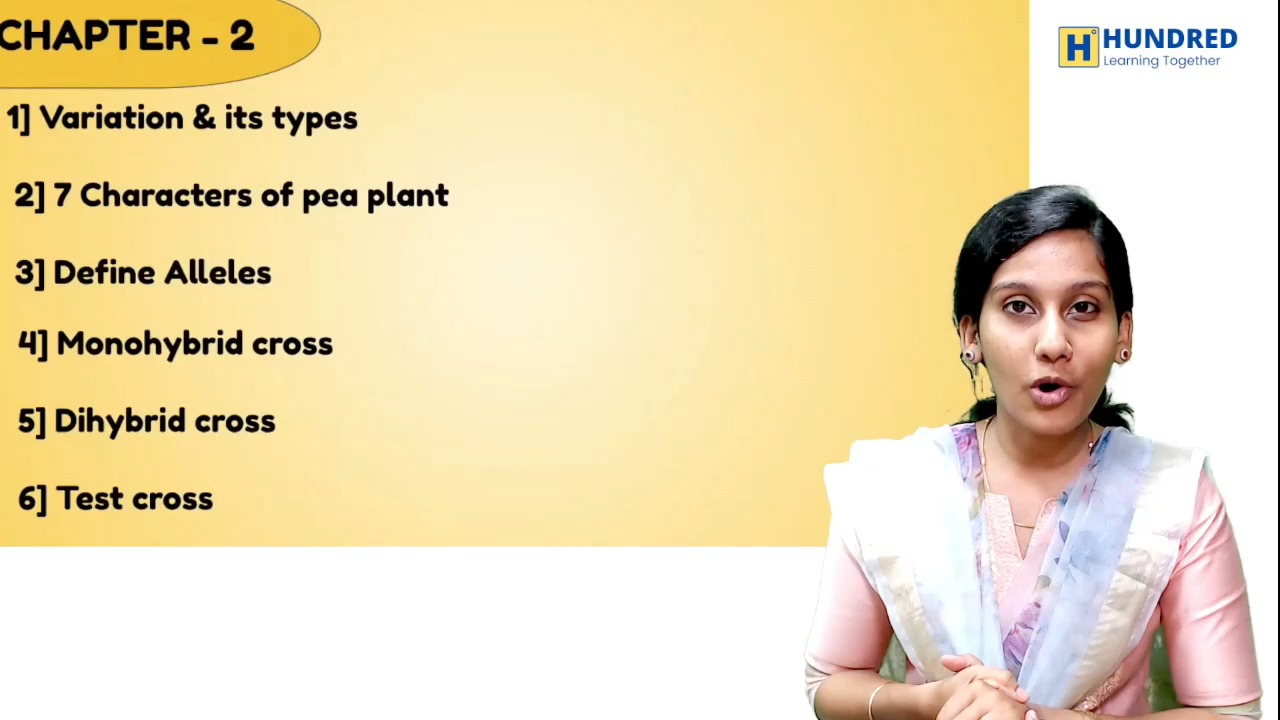 CHAPTER - 2
H HUNDRED
Learning Together
1] Variation & its types
2] 7 Characters of pea plant
3] Define Alleles
4] Monohybrid cross
5] Dihybrid cross
6] Test cross